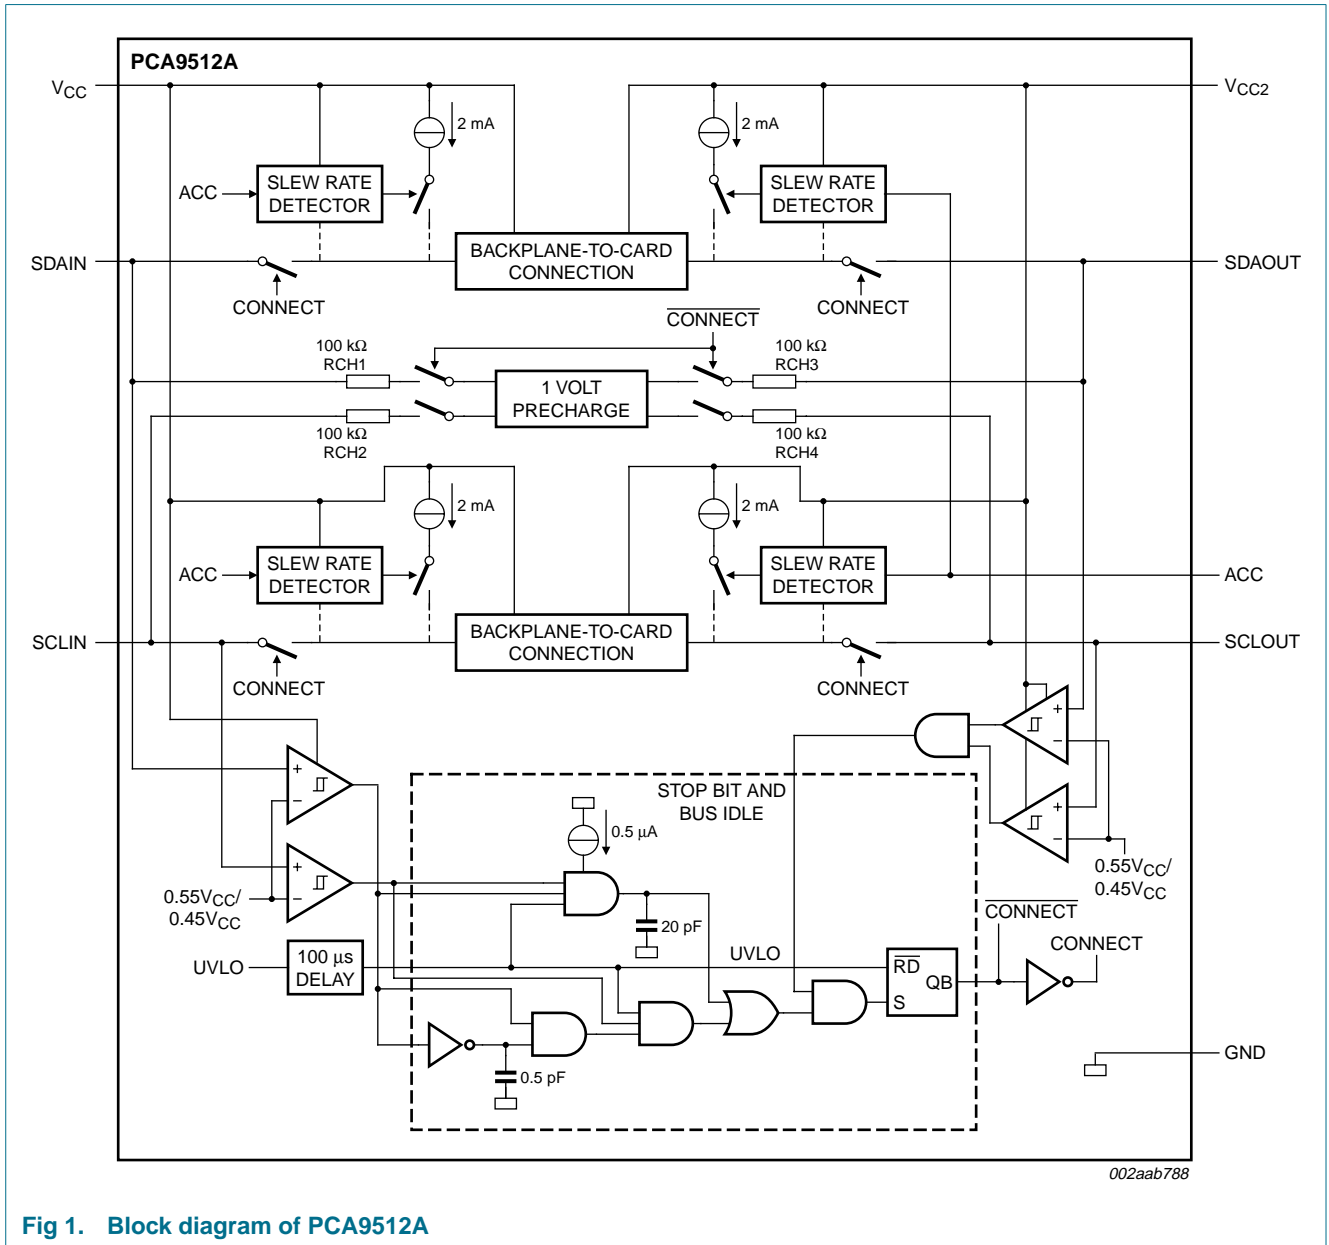 PCA9512A
VCC
VCC2
2 mA
2 mA
ACC
SLEW RATE
DETECTOR
SLEW RATE
DETECTOR
SDAIN
BACKPLANE-TO-CARD
CONNECTION
SDAOUT
CONNECT
CONNECT
CONNECT
100 kΩ
RCH1
100 kΩ
RCH3
1 VOLT
PRECHARGE
100 kΩ
RCH2
100 kΩ
RCH4
2 mA
2 mA
ACC
SLEW RATE
DETECTOR
SLEW RATE
DETECTOR
ACC
SCLIN
BACKPLANE-TO-CARD
CONNECTION
SCLOUT
CONNECT
CONNECT
+
−
+
−
+
−
+
−
STOP BIT AND
BUS IDLE
0.5 μA
0.55VCC/
0.45VCC
0.55VCC/
0.45VCC
20 pF
CONNECT
CONNECT
UVLO
100 μs
DELAY
UVLO
RD
QB
S
0.5 pF
GND
002aab788
Fig 1. Block diagram of PCA9512A